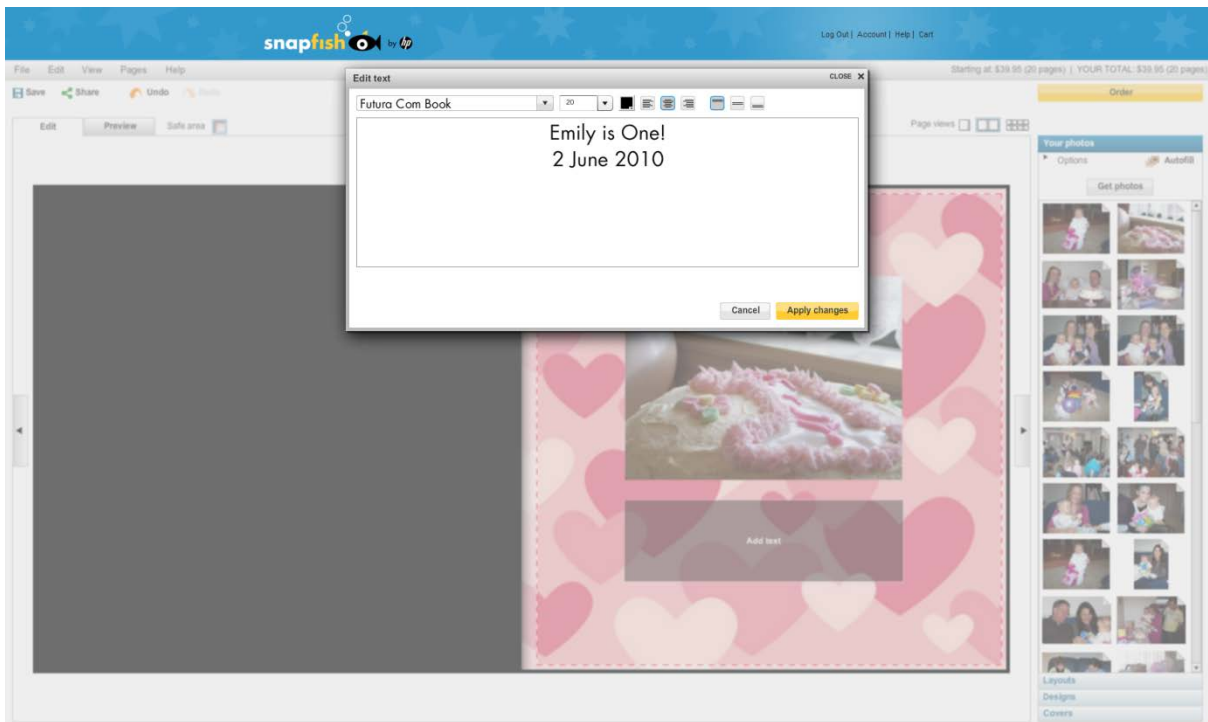 snapfish by hp
Log Out | Account | Help | Cart
File Edit View Pages Help
Starting at: $39.95 (20 pages) | YOUR TOTAL: $39.95 (20 pages)
Save Share Undo Redo
Order
Edit Preview Safe area
Page views
Edit text
CLOSE X
Futura Com Book
20
Emily is One!
2 June 2010
Cancel
Apply changes
Add text
Your photos
Options
Autofill
Get photos
Layouts
Designs
Covers